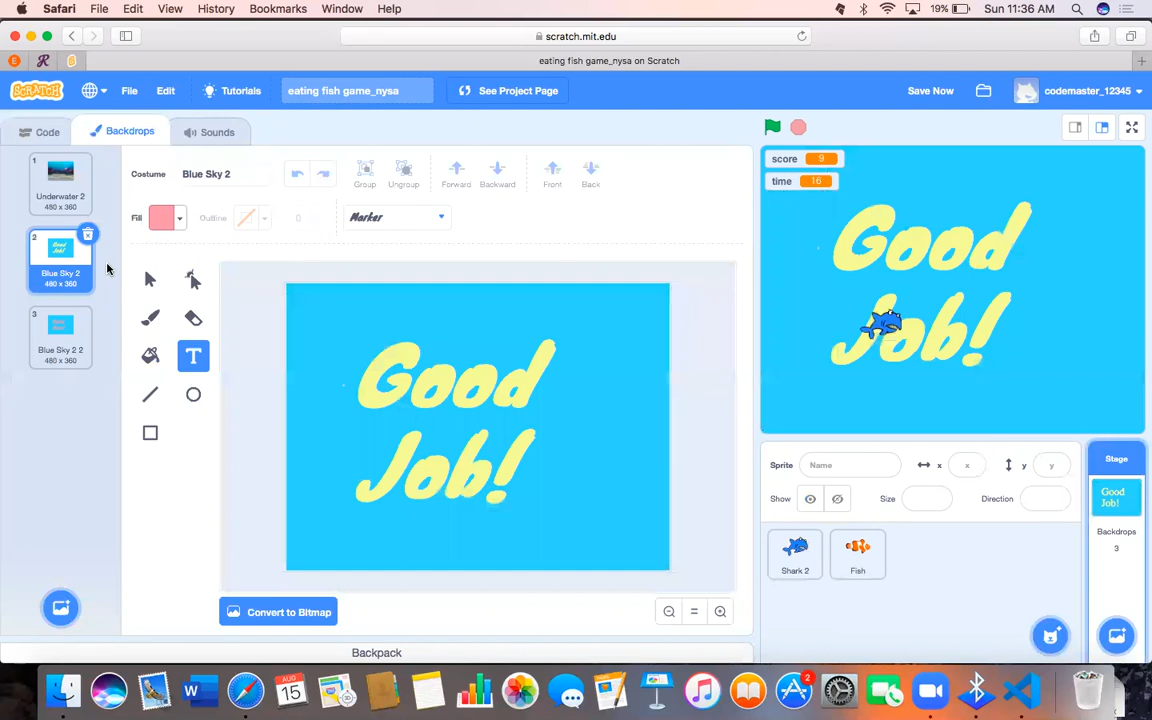 Safari File Edit View History Bookmarks Window Help 19% Sun 11:36 AM
scratch.mit.edu
E R eating fish game_nysa on Scratch
SCRATCH File Edit Tutorials eating fish game_nysa See Project Page Save Now codemaster_12345
Code Backdrops Sounds
1
Underwater 2
480 x 360
2
Good
Job!
Blue Sky 2
480 x 360
3
Blue Sky 2 2
480 x 360
Costume Blue Sky 2 Group Ungroup Forward Backward Front Back
Fill Outline 0 Marker
T
Good
Job!
Convert to Bitmap
Backpack
score 9
time 16
Good
Job!
Sprite Name x x y y
Show Size Direction
Shark 2 Fish
Stage
Good
Job!
Backdrops
3
W AUG 15 2